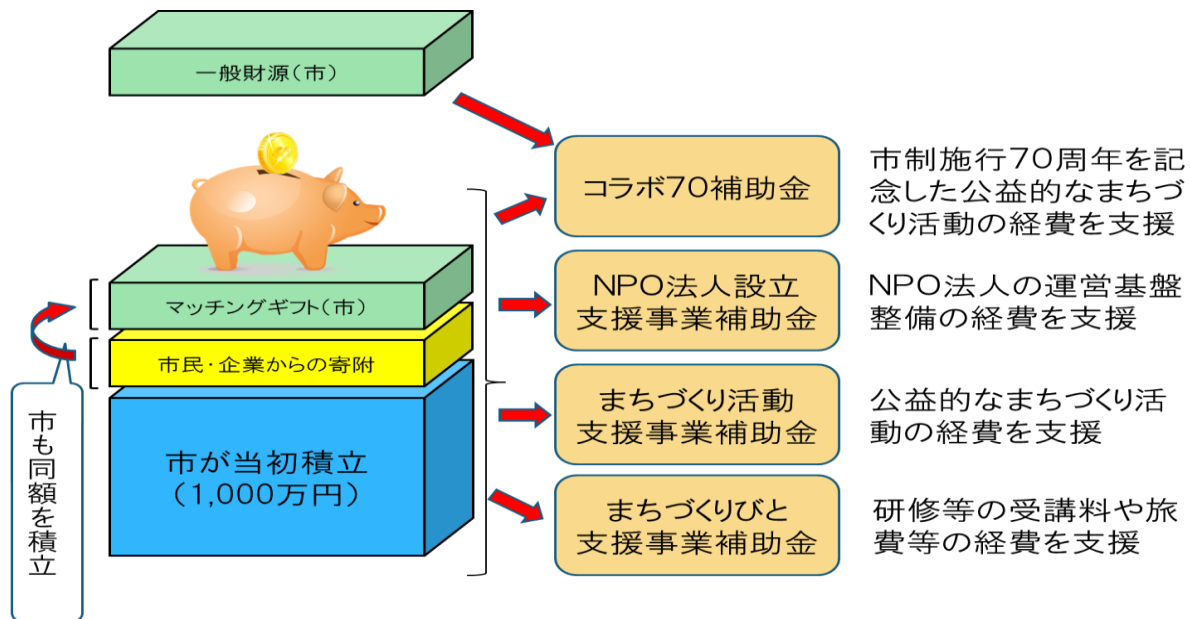 一般財源（市）
マッチングギフト（市）
市民・企業からの寄附
市が当初積立
（1,000万円）
市も同額を積立
コラボ70補助金
市制施行70周年を記
念した公益的なまちづ
くり活動の経費を支援
NPO法人設立
支援事業補助金
NPO法人の運営基盤
整備の経費を支援
まちづくり活動
支援事業補助金
公益的なまちづくり活
動の経費を支援
まちづくりびと
支援事業補助金
研修等の受講料や旅
費等の経費を支援